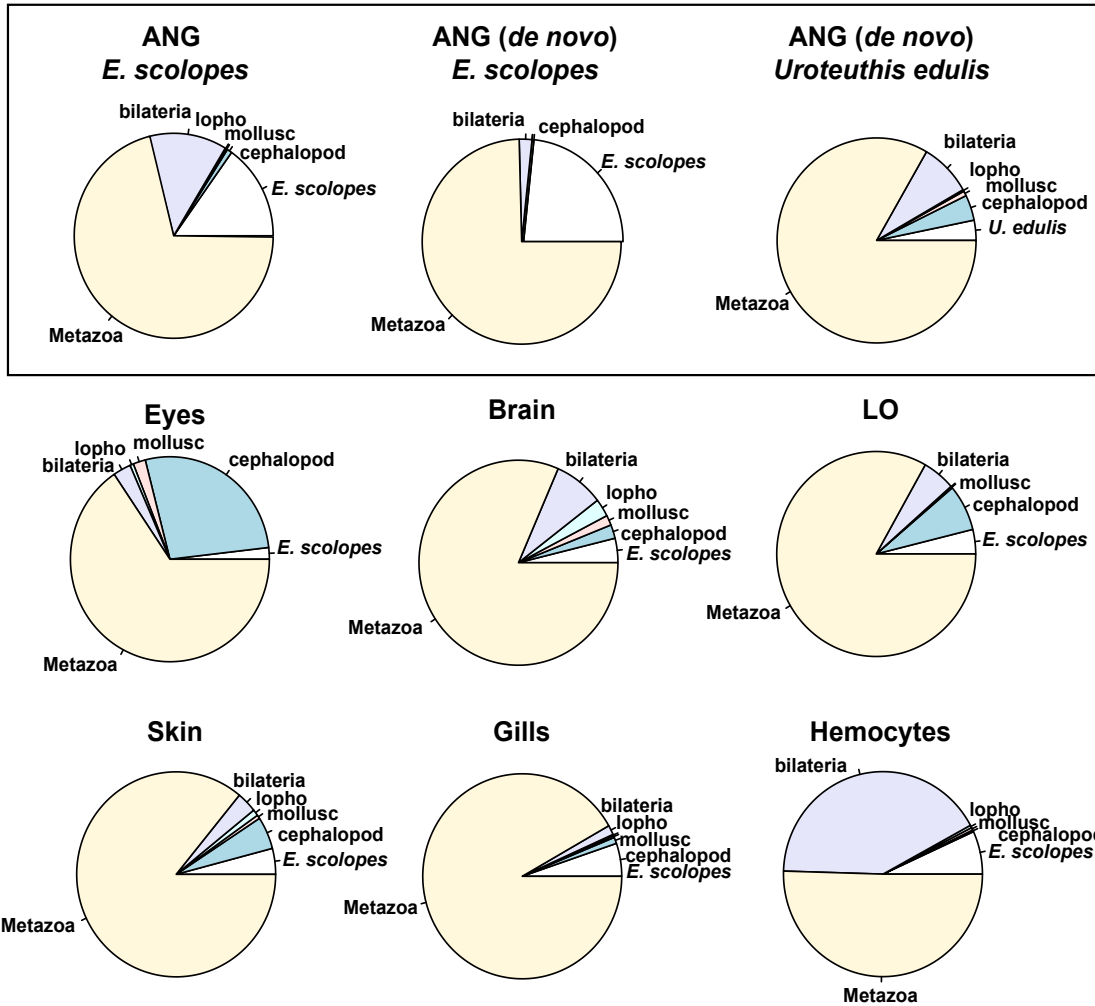 ANG
E. scolopes
ANG (de novo)
E. scolopes
ANG (de novo)
Uroteuthis edulis
bilateria
lopho
mollusc
cephalopod
E. scolopes
Metazoa
bilateria
cephalopod
E. scolopes
Metazoa
bilateria
lopho
mollusc
cephalopod
U. edulis
Metazoa
Eyes
lopho
mollusc
bilateria
cephalopod
E. scolopes
Metazoa
Brain
bilateria
lopho
mollusc
cephalopod
E. scolopes
Metazoa
LO
bilateria
mollusc
cephalopod
E. scolopes
Metazoa
Skin
bilateria
lopho
mollusc
cephalopod
E. scolopes
Metazoa
Gills
bilateria
lopho
mollusc
cephalopod
E. scolopes
Metazoa
Hemocytes
bilateria
lopho
mollusc
cephalopod
E. scolopes
Metazoa